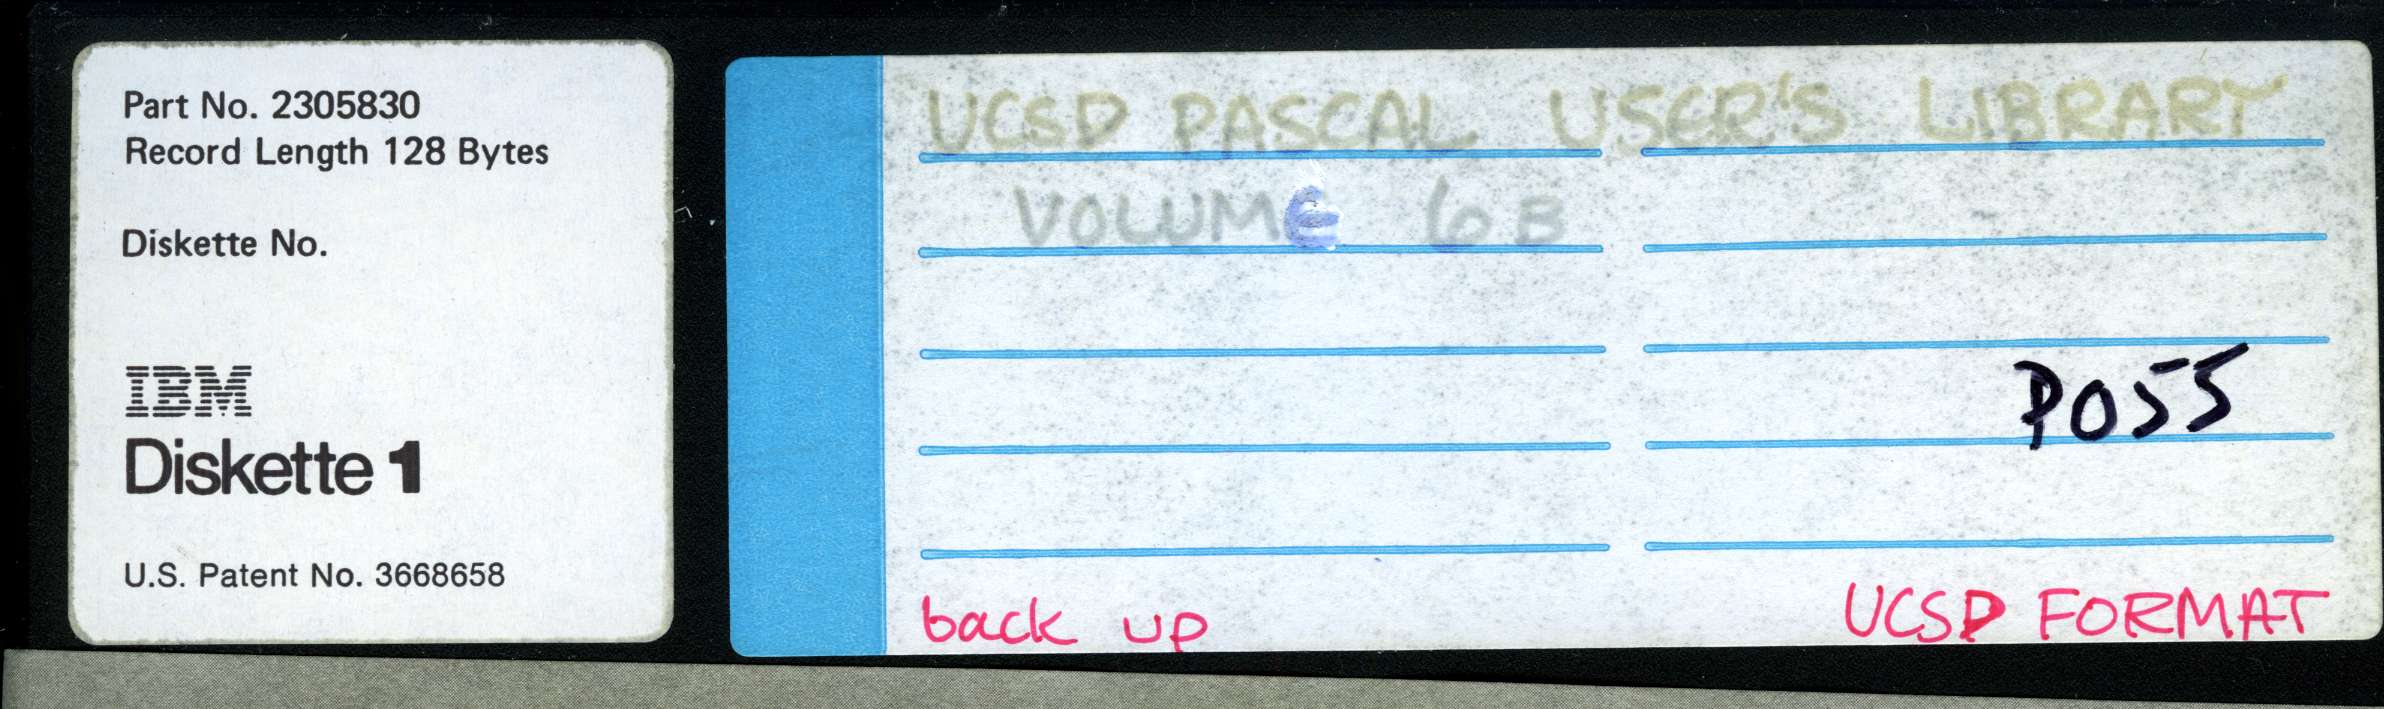 Part No. 2305830
Record Length 128 Bytes
Diskette No.
IBM
Diskette 1
U.S. Patent No. 3668658
UCSD PASCAL USER'S LIBRARY
VOLUME 6B
P055
back up
UCSD FORMAT